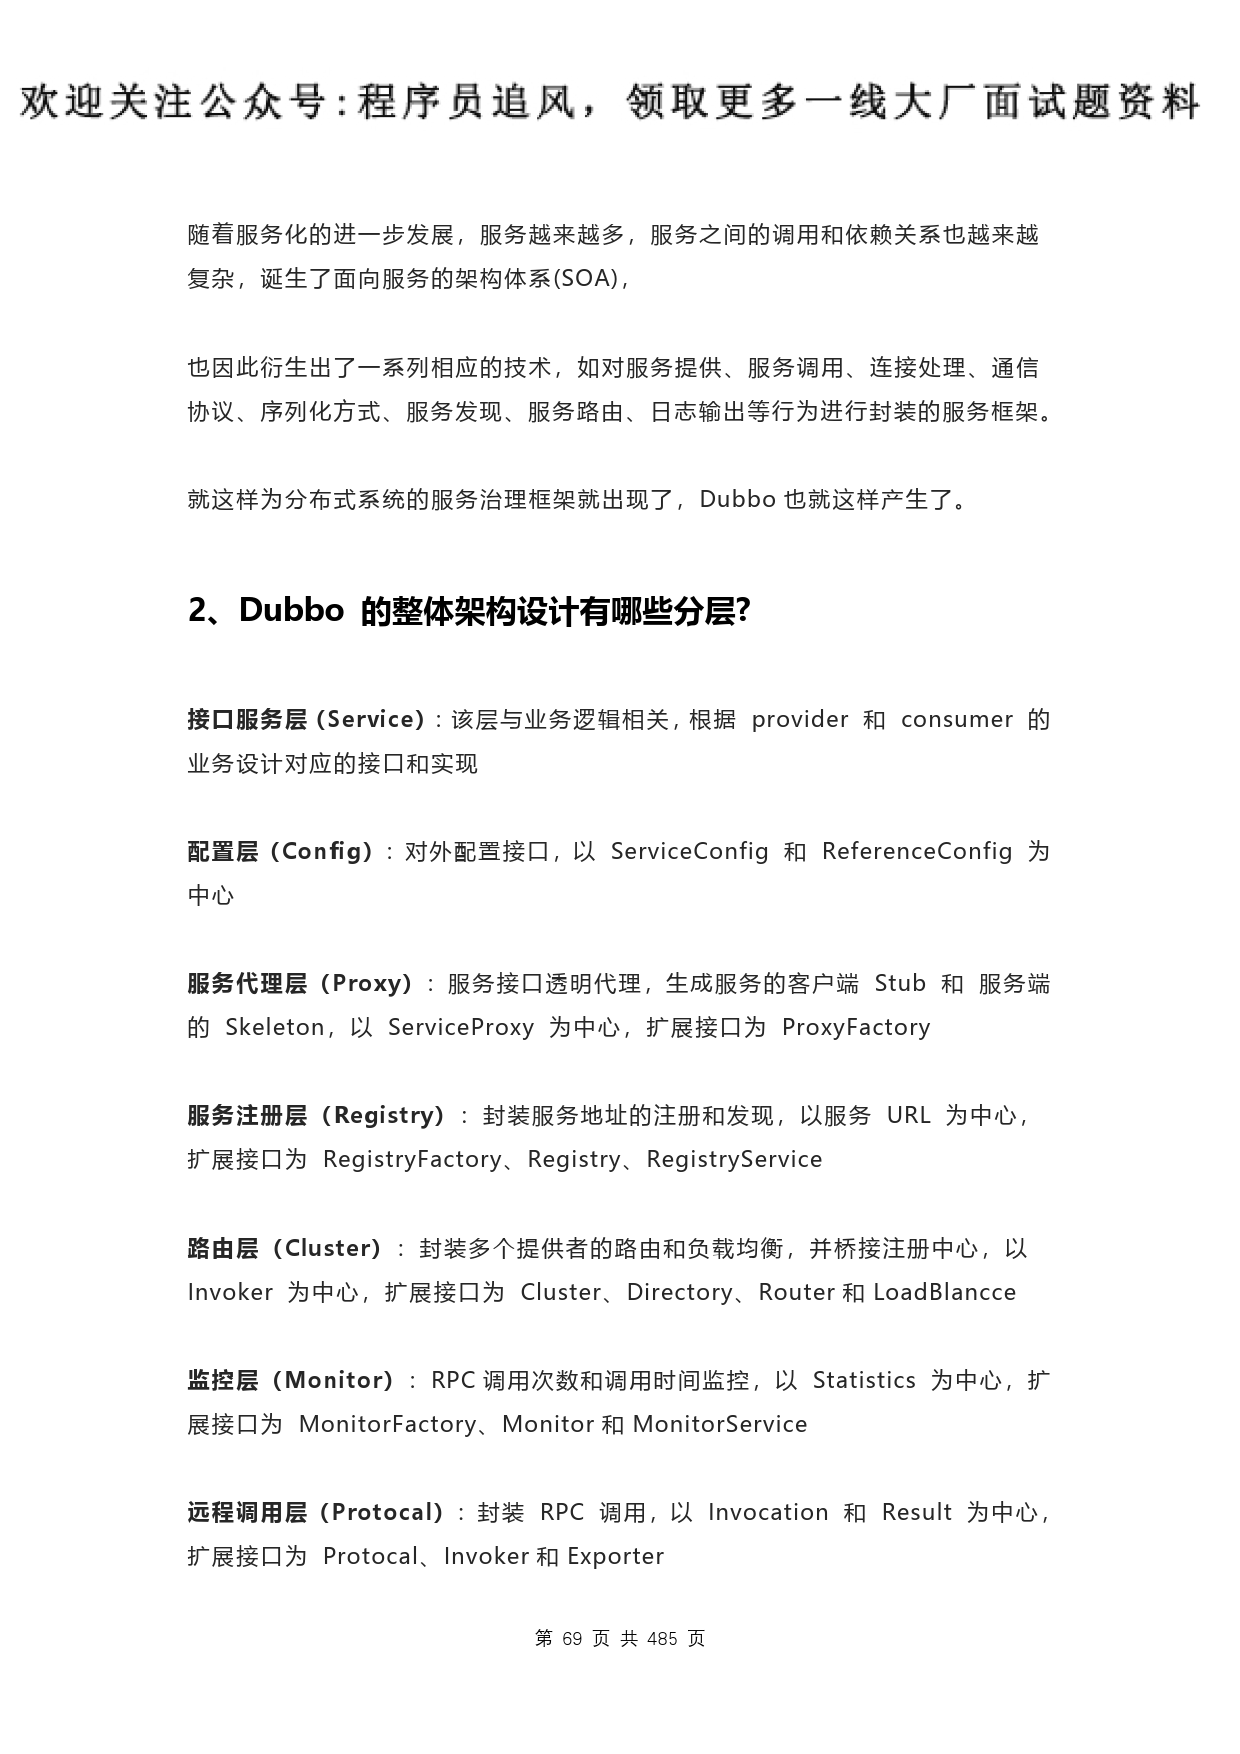 欢迎关注公众号:程序员追风，领取更多一线大厂面试题资料
随着服务化的进一步发展，服务越来越多，服务之间的调用和依赖关系也越来越
复杂，诞生了面向服务的架构体系(SOA)，
也因此衍生出了一系列相应的技术，如对服务提供、服务调用、连接处理、通信
协议、序列化方式、服务发现、服务路由、日志输出等行为进行封装的服务框架。
就这样为分布式系统的服务治理框架就出现了，Dubbo 也就这样产生了。
2、Dubbo 的整体架构设计有哪些分层?
接口服务层（Service）：该层与业务逻辑相关，根据 provider 和 consumer 的
业务设计对应的接口和实现
配置层（Config）：对外配置接口，以 ServiceConfig 和 ReferenceConfig 为
中心
服务代理层（Proxy）：服务接口透明代理，生成服务的客户端 Stub 和 服务端
的 Skeleton，以 ServiceProxy 为中心，扩展接口为 ProxyFactory
服务注册层（Registry）：封装服务地址的注册和发现，以服务 URL 为中心，
扩展接口为 RegistryFactory、Registry、RegistryService
路由层（Cluster）：封装多个提供者的路由和负载均衡，并桥接注册中心，以
Invoker 为中心，扩展接口为 Cluster、Directory、Router 和 LoadBlancce
监控层（Monitor）：RPC 调用次数和调用时间监控，以 Statistics 为中心，扩
展接口为 MonitorFactory、Monitor 和 MonitorService
远程调用层（Protocal）：封装 RPC 调用，以 Invocation 和 Result 为中心，
扩展接口为 Protocal、Invoker 和 Exporter
第 69 页 共 485 页